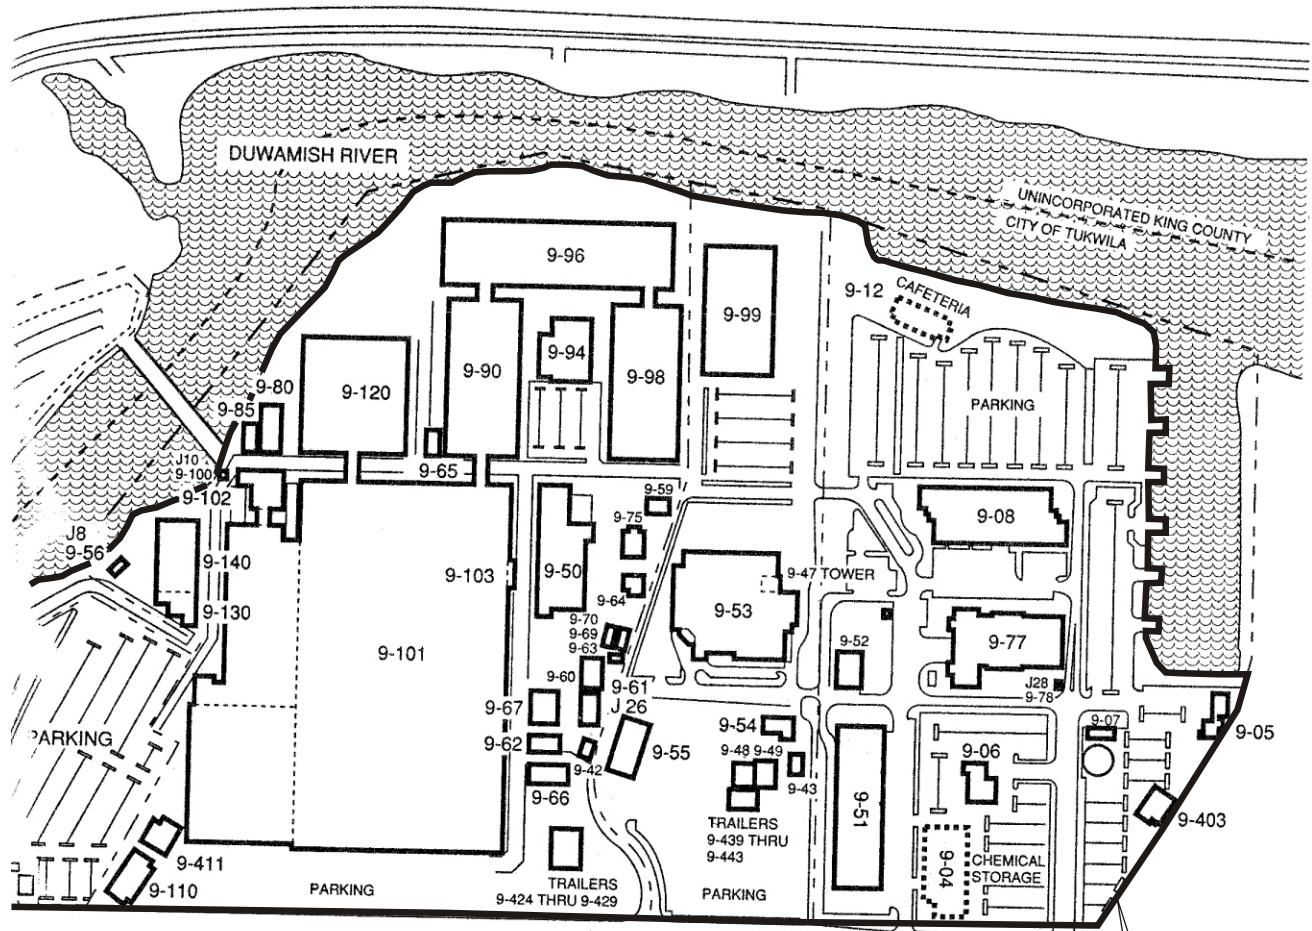 DUWAMISH RIVER
UNINCORPORATED KING COUNTY
CITY OF TUKWILA
9-96
9-12
CAFETERIA
9-99
9-94
9-90
9-98
9-80
9-120
9-85
PARKING
J10
9-100
9-65
9-102
9-59
9-75
9-08
J8
9-56
9-140
9-103
9-50
9-47 TOWER
9-64
9-130
9-53
9-70
9-69
9-63
9-52
9-77
9-101
9-60
9-61
J 26
J28
9-78
9-67
9-54
9-07
9-05
PARKING
9-62
9-55
9-48
9-49
9-06
9-42
9-43
9-66
9-51
TRAILERS
9-439 THRU
9-443
9-403
9-411
9-04
CHEMICAL
STORAGE
9-110
PARKING
TRAILERS
9-424 THRU 9-429
PARKING